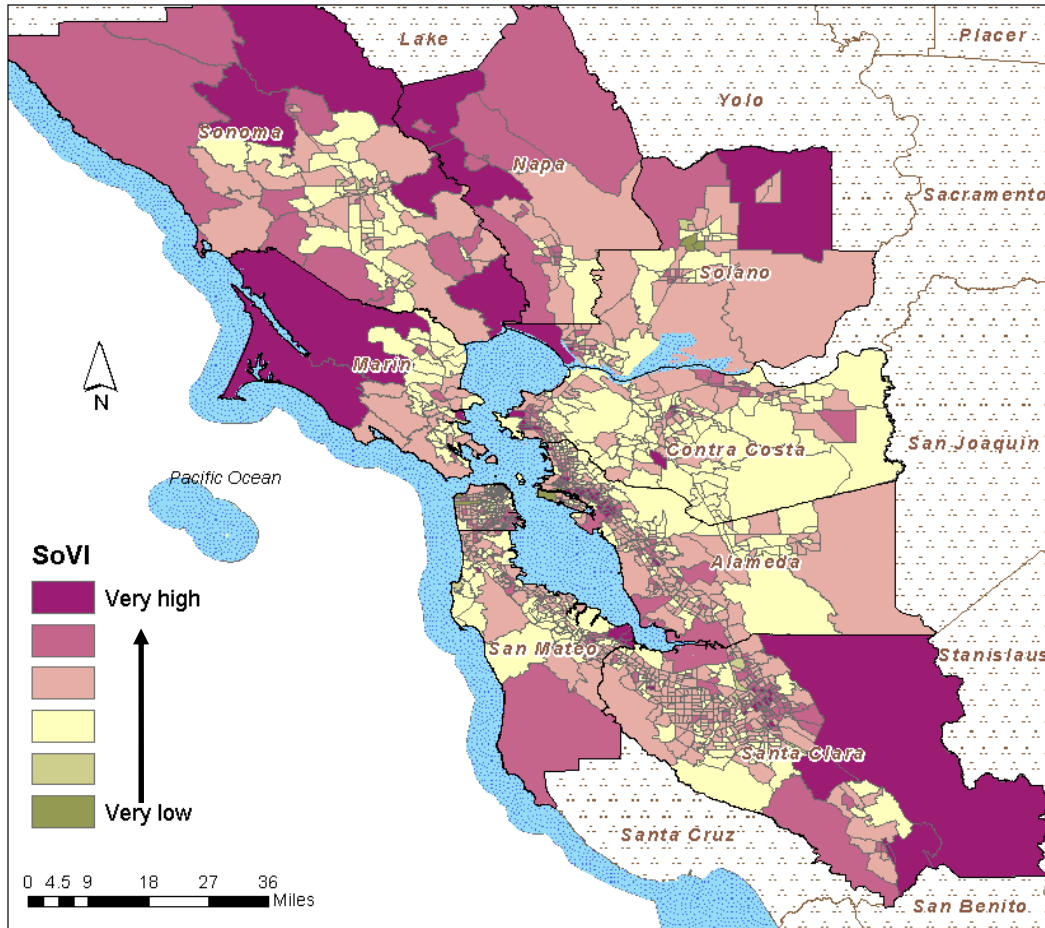 Lake
Placer
Yolo
Sonoma
Napa
Sacramento
Solano
Marin
N
Contra Costa
San Joaquin
Pacific Ocean
SoVI
Very high
Alameda
San Mateo
Stanislaus
Santa Clara
Very low
Santa Cruz
0 4.5 9 18 27 36
Miles
San Benito